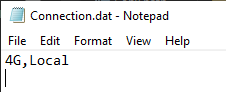 Connection.dat - Notepad
File Edit Format View Help
4G,Local